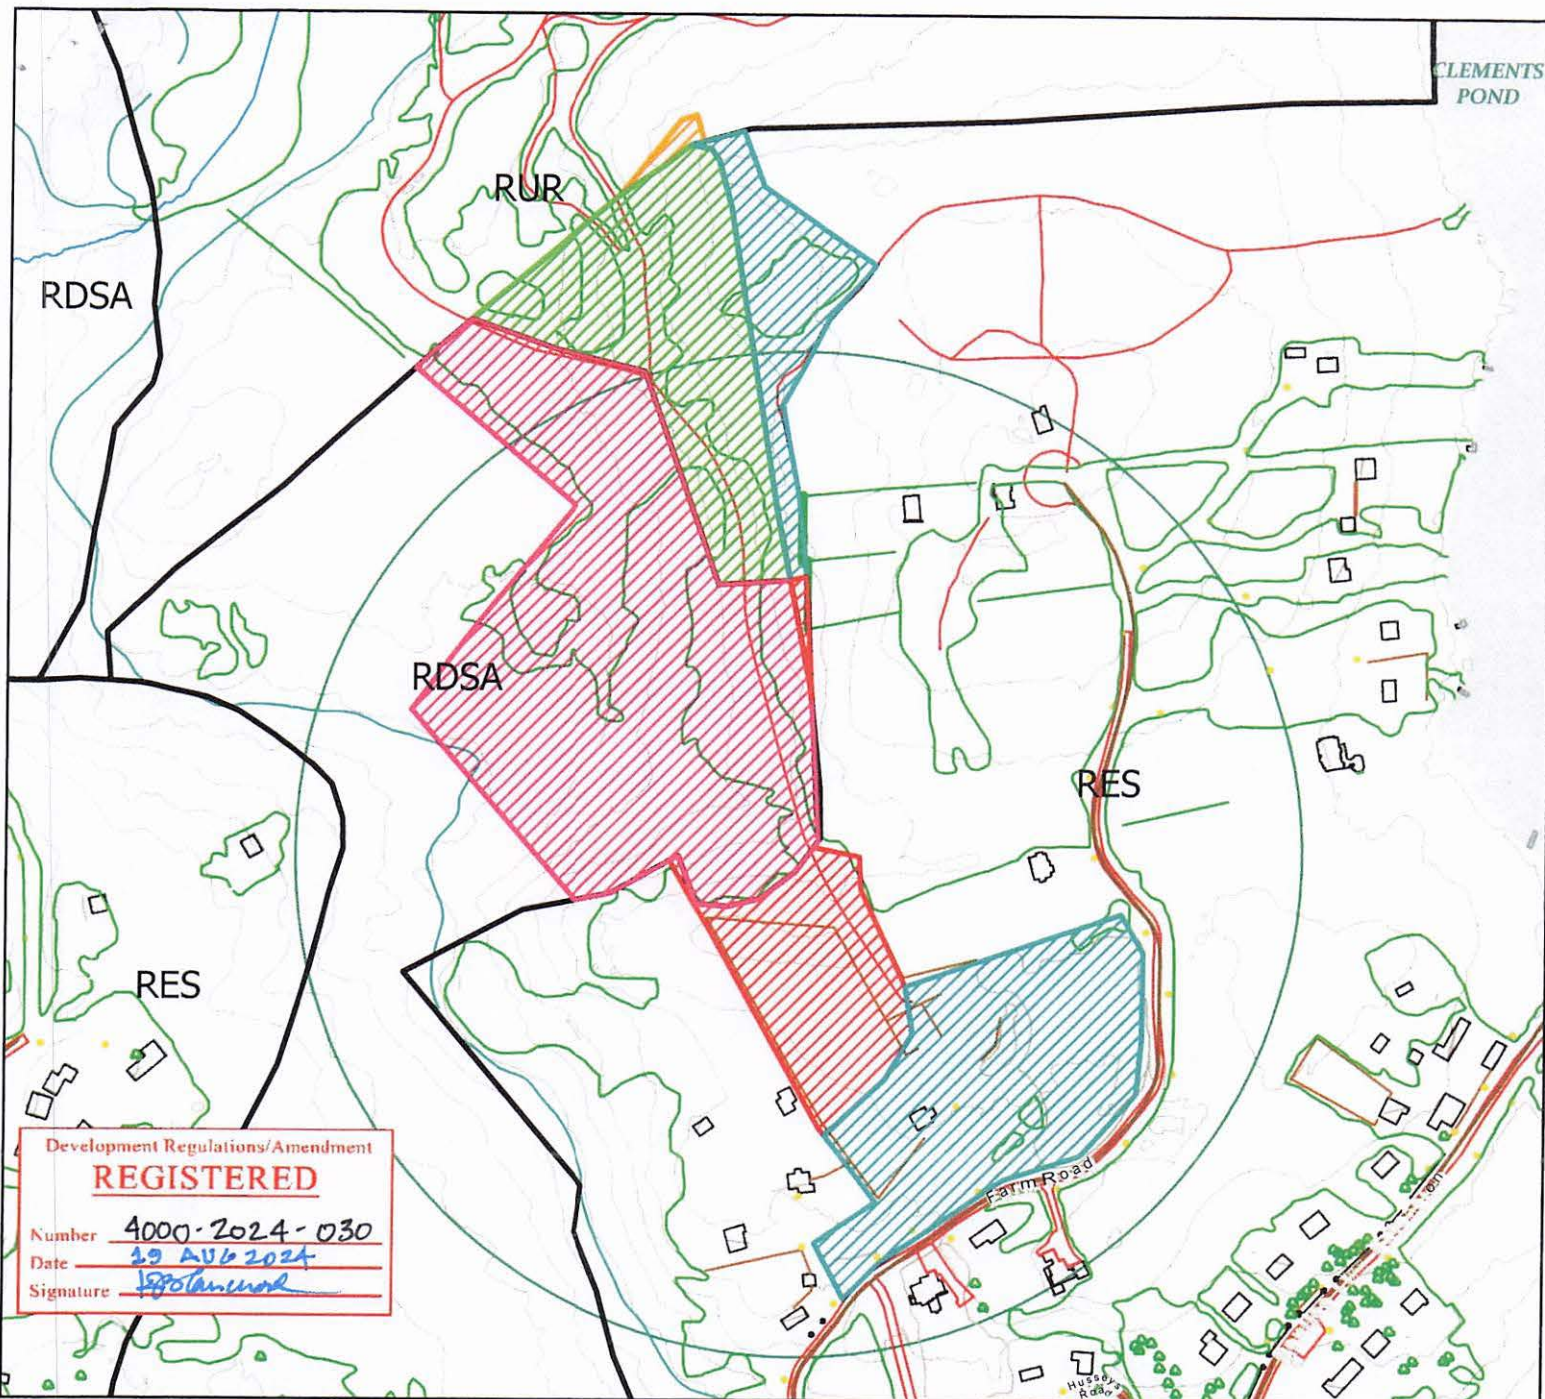 CLEMENTS
POND
RUR
RDSA
RDSA
RES
RES
Farm Road
Husseys
Road
Development Regulations/Amendment
REGISTERED
Number 4000-2024-030
Date 19 AUG 2024
Signature